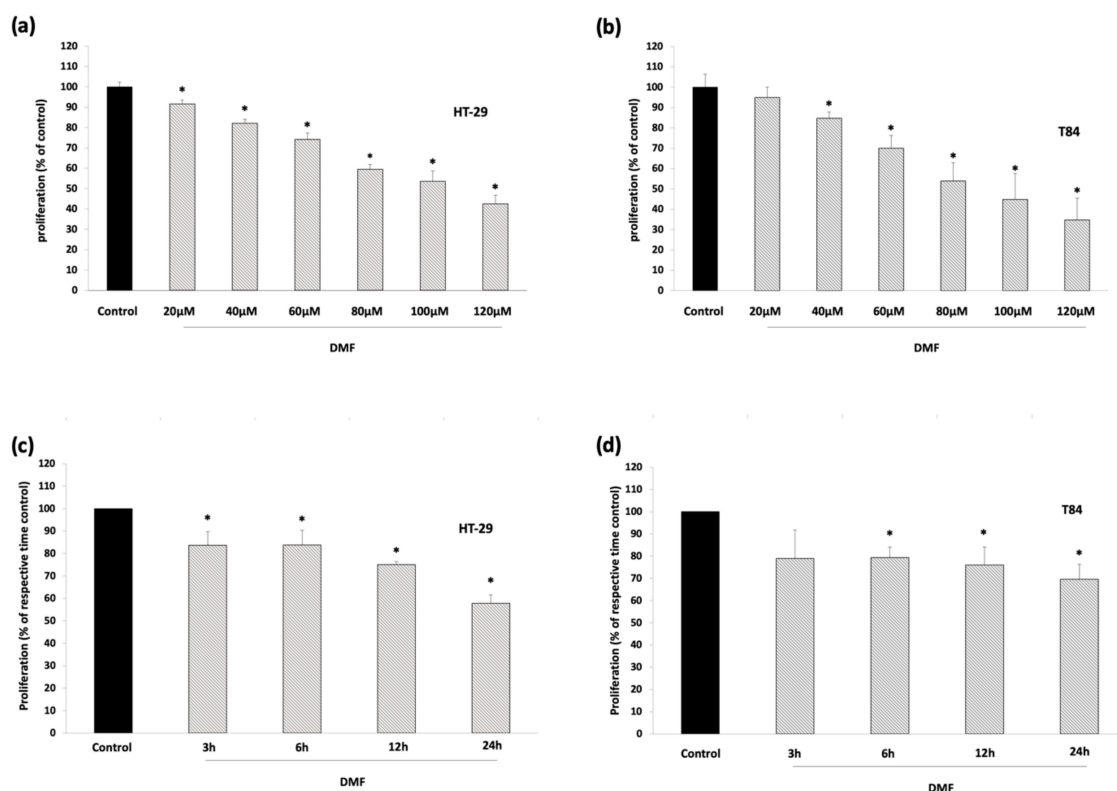 (a)
proliferation (% of control)
120
110
100
90
80
70
60
50
40
30
20
10
0
* * * * * *
HT-29
Control 20μM 40μM 60μM 80μM 100μM 120μM
DMF
(b)
proliferation (% of control)
120
110
100
90
80
70
60
50
40
30
20
10
0
* * * * *
T84
Control 20μM 40μM 60μM 80μM 100μM 120μM
DMF
(c)
Proliferation (% of respective time control)
120
110
100
90
80
70
60
50
40
30
20
10
0
* * * *
HT-29
Control 3h 6h 12h 24h
DMF
(d)
Proliferation (% of respective time control)
120
110
100
90
80
70
60
50
40
30
20
10
0
* * *
T84
Control 3h 6h 12h 24h
DMF